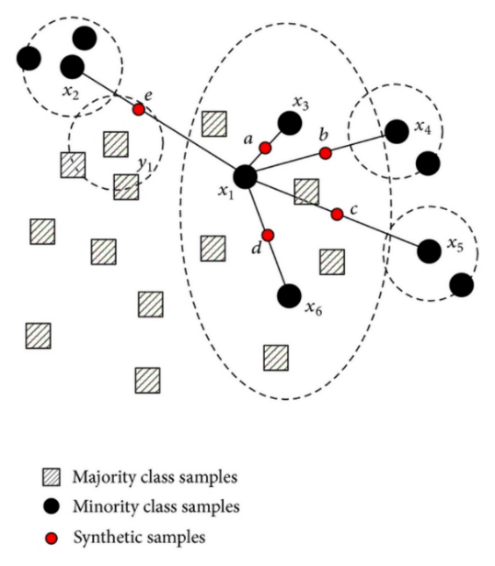 e
x2
x3
a
b
x4
y1
x1
c
d
x5
x6
Majority class samples
Minority class samples
Synthetic samples